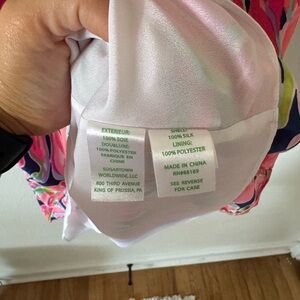 EXTERIEUR:
100% SOIE
DOUBLURE:
100% POLYESTER
FABRIQUE EN
CHINE
SUGARTOWN
WORLDWIDE, LLC
800 THIRD AVENUE
KING OF PRUSSIA, PA
SHELL:
100% SILK
LINING:
100% POLYESTER
MADE IN CHINA
RN#88189
SEE REVERSE
FOR CARE